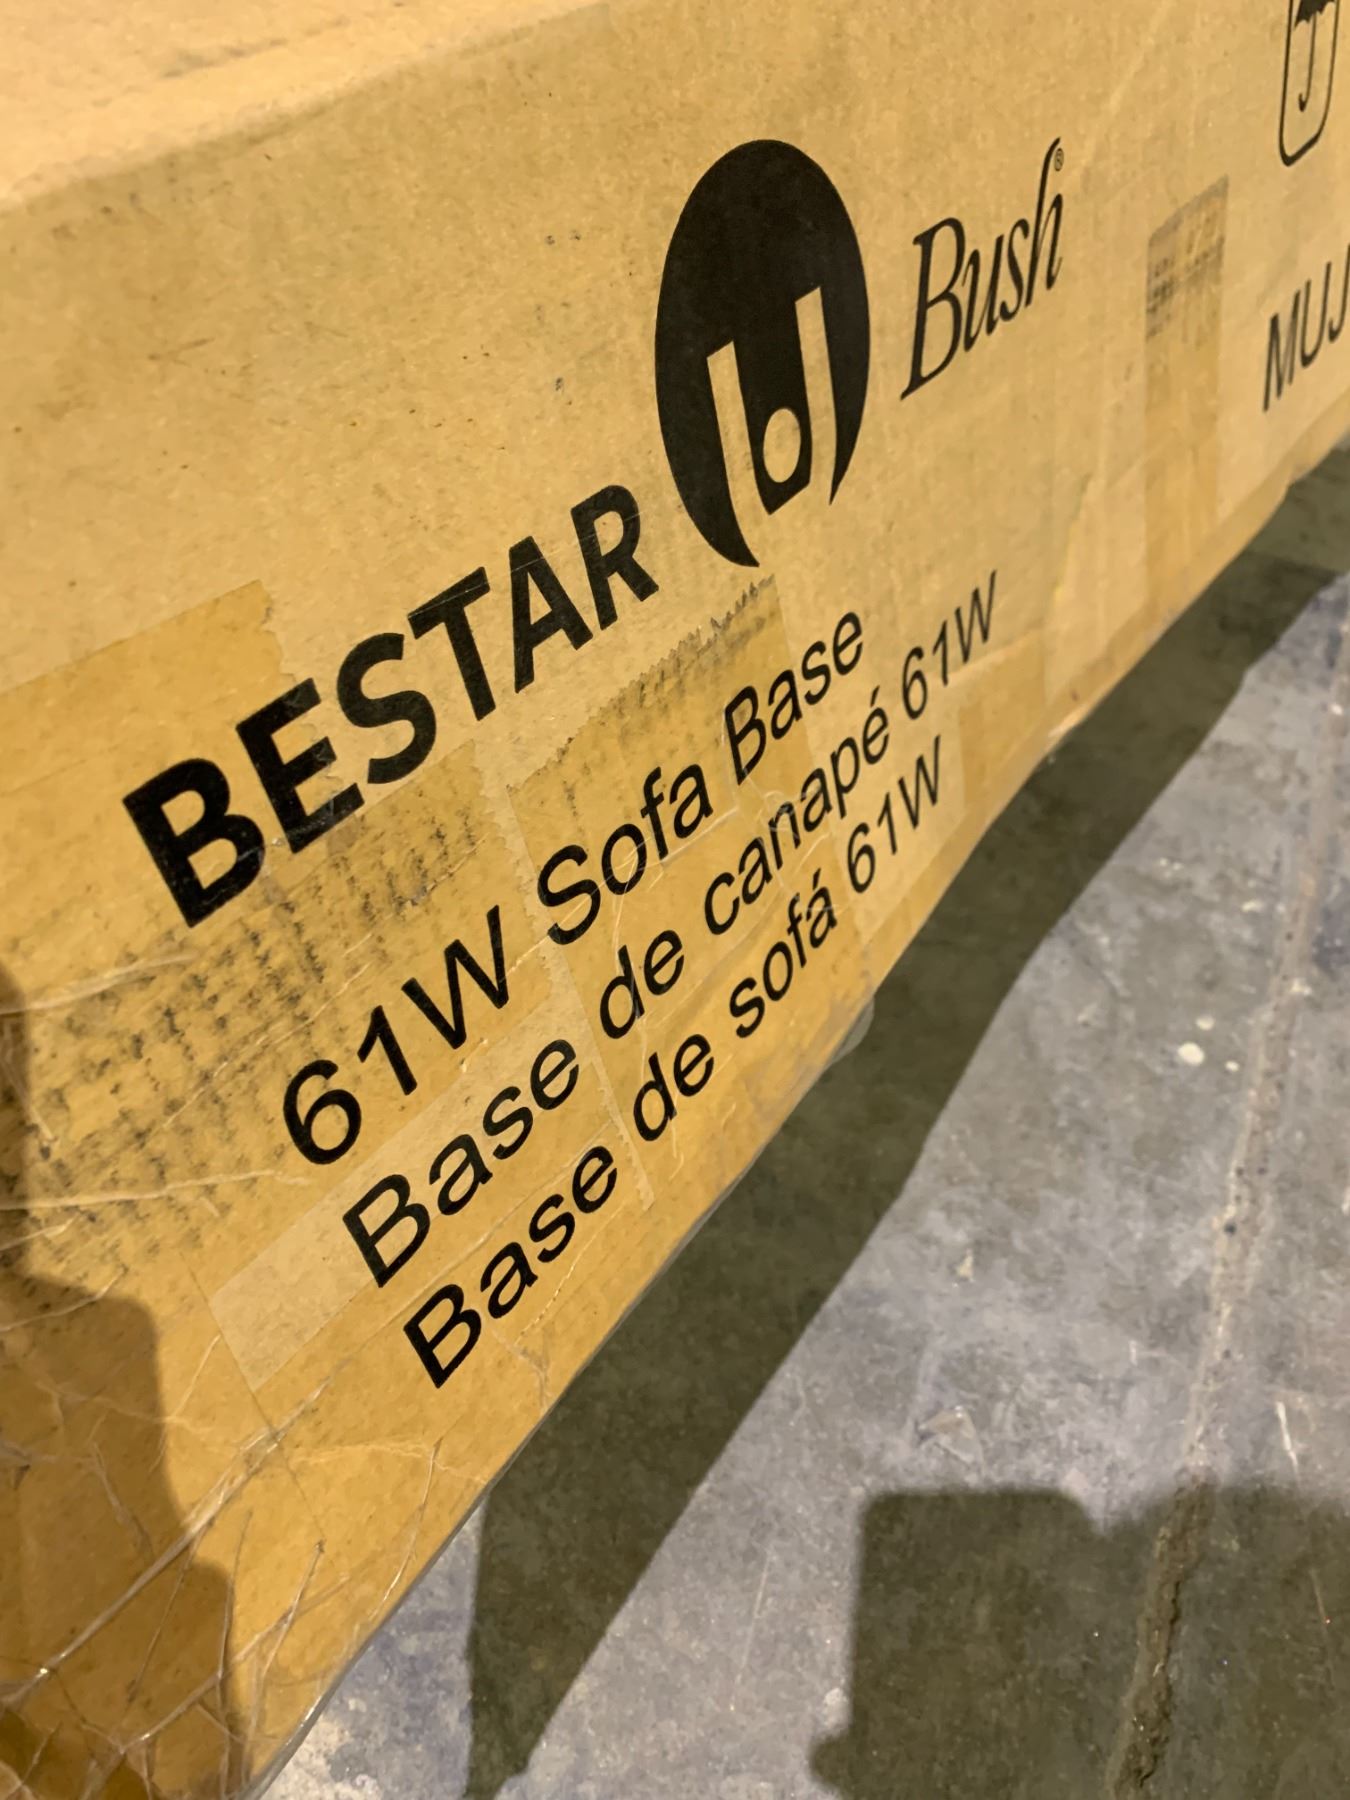 BESTAR b Bush®
61W Sofa Base
Base de canapé 61W
Base de sofá 61W